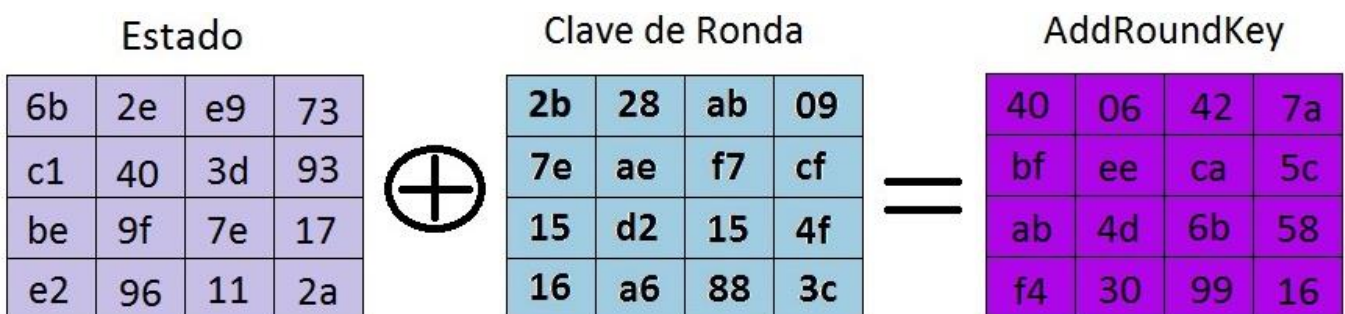 Estado Clave de Ronda AddRoundKey
6b 2e e9 73 2b 28 ab 09 40 06 42 7a
c1 40 3d 93 ⊕ 7e ae f7 cf = bf ee ca 5c
be 9f 7e 17 15 d2 15 4f ab 4d 6b 58
e2 96 11 2a 16 a6 88 3c f4 30 99 16